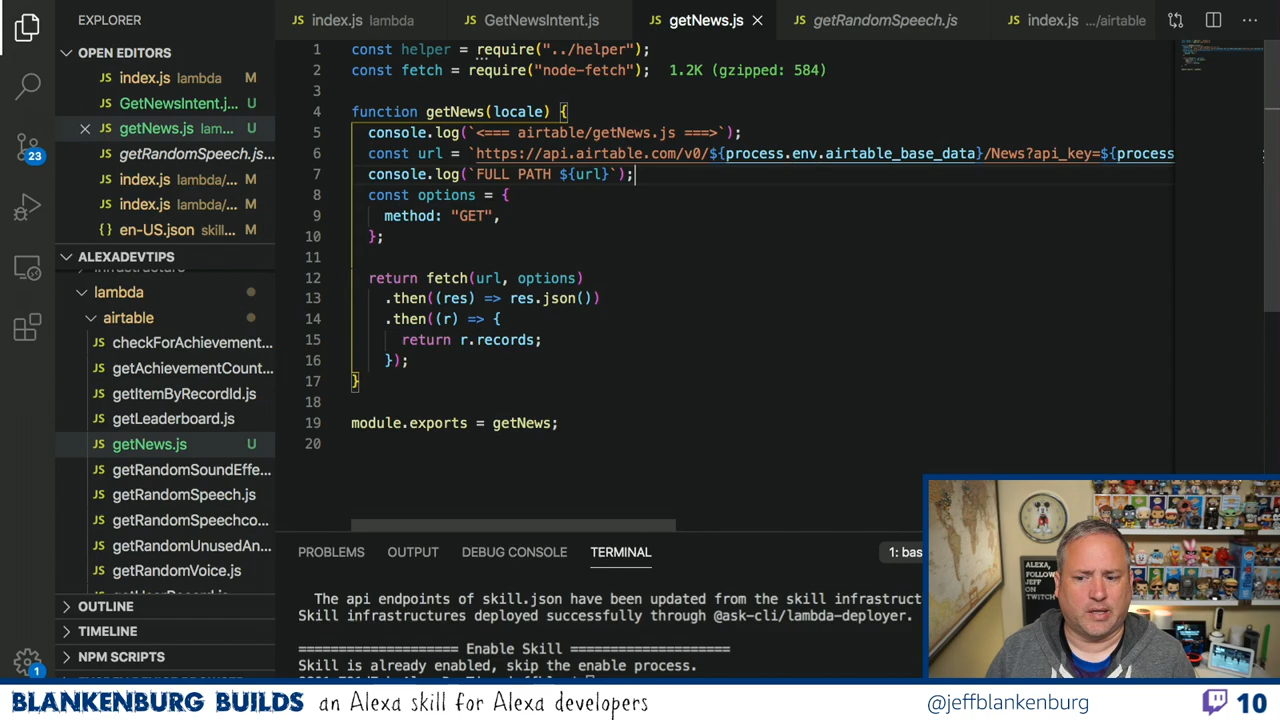 EXPLORER
index.js lambda
GetNewsIntent.js
getNews.js
getRandomSpeech.js
index.js .../airtable
OPEN EDITORS
index.js lambda M
GetNewsIntent.j... U
getNews.js lam... U
getRandomSpeech.js...
index.js lambda/... M
index.js lambda/... M
en-US.json skill... M
23
ALEXADEVTIPS
infrastructure
lambda
airtable
checkForAchievement...
getAchievementCount...
getItemByRecordId.js
getLeaderboard.js
getNews.js U
getRandomSoundEffe...
getRandomSpeech.js
getRandomSpeechco...
getRandomUnusedAn...
getRandomVoice.js
OUTLINE
TIMELINE
NPM SCRIPTS
1
1 const helper = require("../helper");
2 const fetch = require("node-fetch"); 1.2K (gzipped: 584)
3
4 function getNews(locale) {
5 console.log(`<=== airtable/getNews.js ===>`);
6 const url = `https://api.airtable.com/v0/${process.env.airtable_base_data}/News?api_key=${process
7 console.log(`FULL PATH ${url}`);
8 const options = {
9 method: "GET",
10 };
11
12 return fetch(url, options)
13 .then((res) => res.json())
14 .then((r) => {
15 return r.records;
16 });
17 }
18
19 module.exports = getNews;
20
PROBLEMS OUTPUT DEBUG CONSOLE TERMINAL 1: bas
The api endpoints of skill.json have been updated from the skill infrastruct
Skill infrastructures deployed successfully through @ask-cli/lambda-deployer.
=================== Enable Skill ===================
Skill is already enabled, skip the enable process.
ALEXA,
FOLLOW
JEFF
ON
TWITCH
BLANKENBURG BUILDS an Alexa skill for Alexa developers
@jeffblankenburg
10